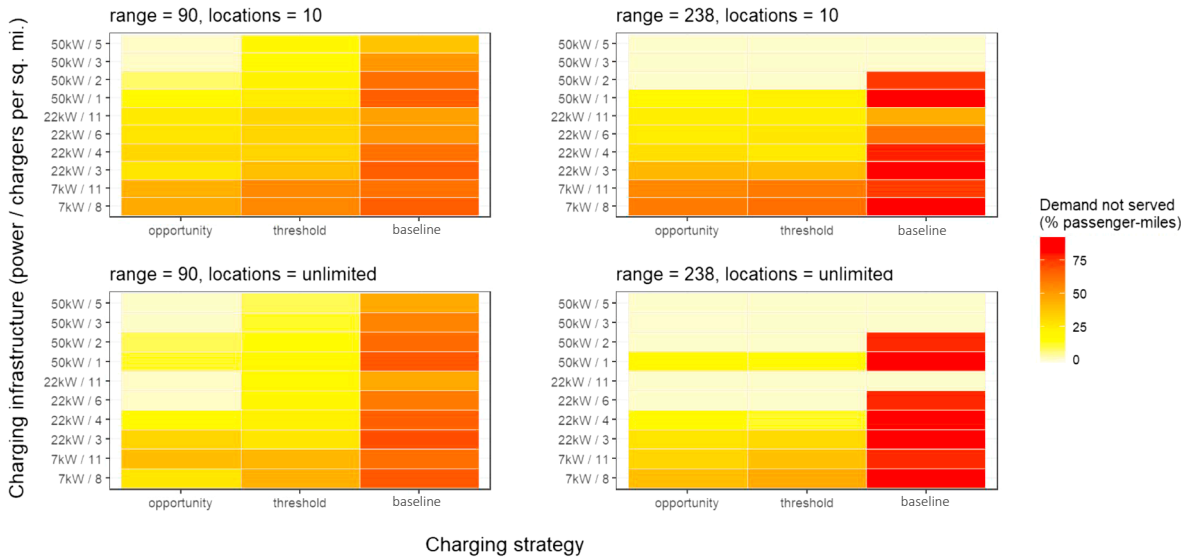 range = 90, locations = 10
range = 238, locations = 10
Charging infrastructure (power / chargers per sq. mi.)
50kW / 5
50kW / 3
50kW / 2
50kW / 1
22kW / 11
22kW / 6
22kW / 4
22kW / 3
7kW / 11
7kW / 8
opportunity
threshold
baseline
50kW / 5
50kW / 3
50kW / 2
50kW / 1
22kW / 11
22kW / 6
22kW / 4
22kW / 3
7kW / 11
7kW / 8
opportunity
threshold
baseline
Demand not served
(% passenger-miles)
75
50
25
0
range = 90, locations = unlimited
range = 238, locations = unlimited
50kW / 5
50kW / 3
50kW / 2
50kW / 1
22kW / 11
22kW / 6
22kW / 4
22kW / 3
7kW / 11
7kW / 8
opportunity
threshold
baseline
50kW / 5
50kW / 3
50kW / 2
50kW / 1
22kW / 11
22kW / 6
22kW / 4
22kW / 3
7kW / 11
7kW / 8
opportunity
threshold
baseline
Charging strategy